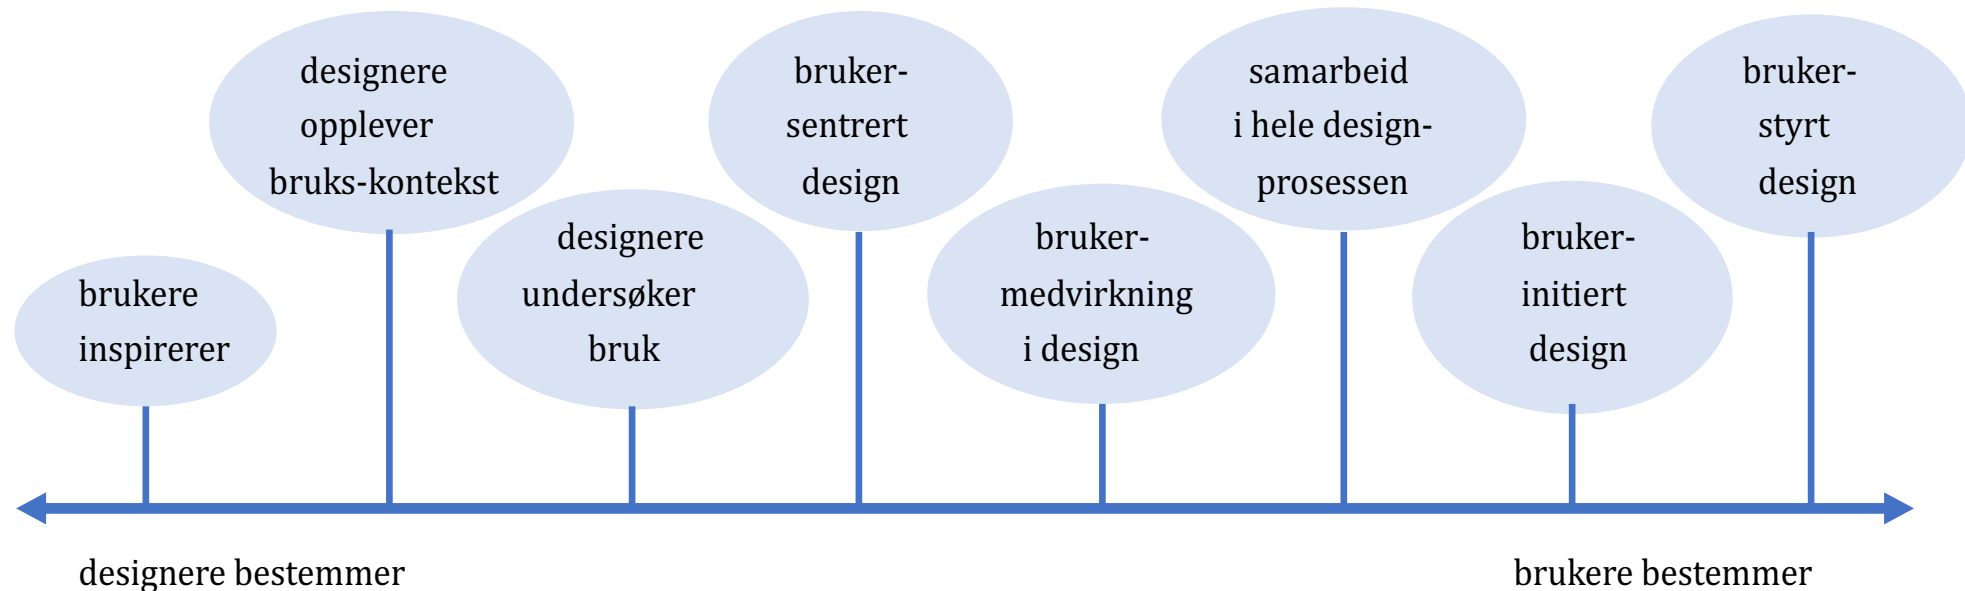 brukere
inspirerer
designere
opplever
bruks-kontekst
designere
undersøker
bruk
bruker-
sentrert
design
bruker-
medvirkning
i design
samarbeid
i hele design-
prosessen
bruker-
initiert
design
bruker-
styrt
design
designere bestemmer
brukere bestemmer